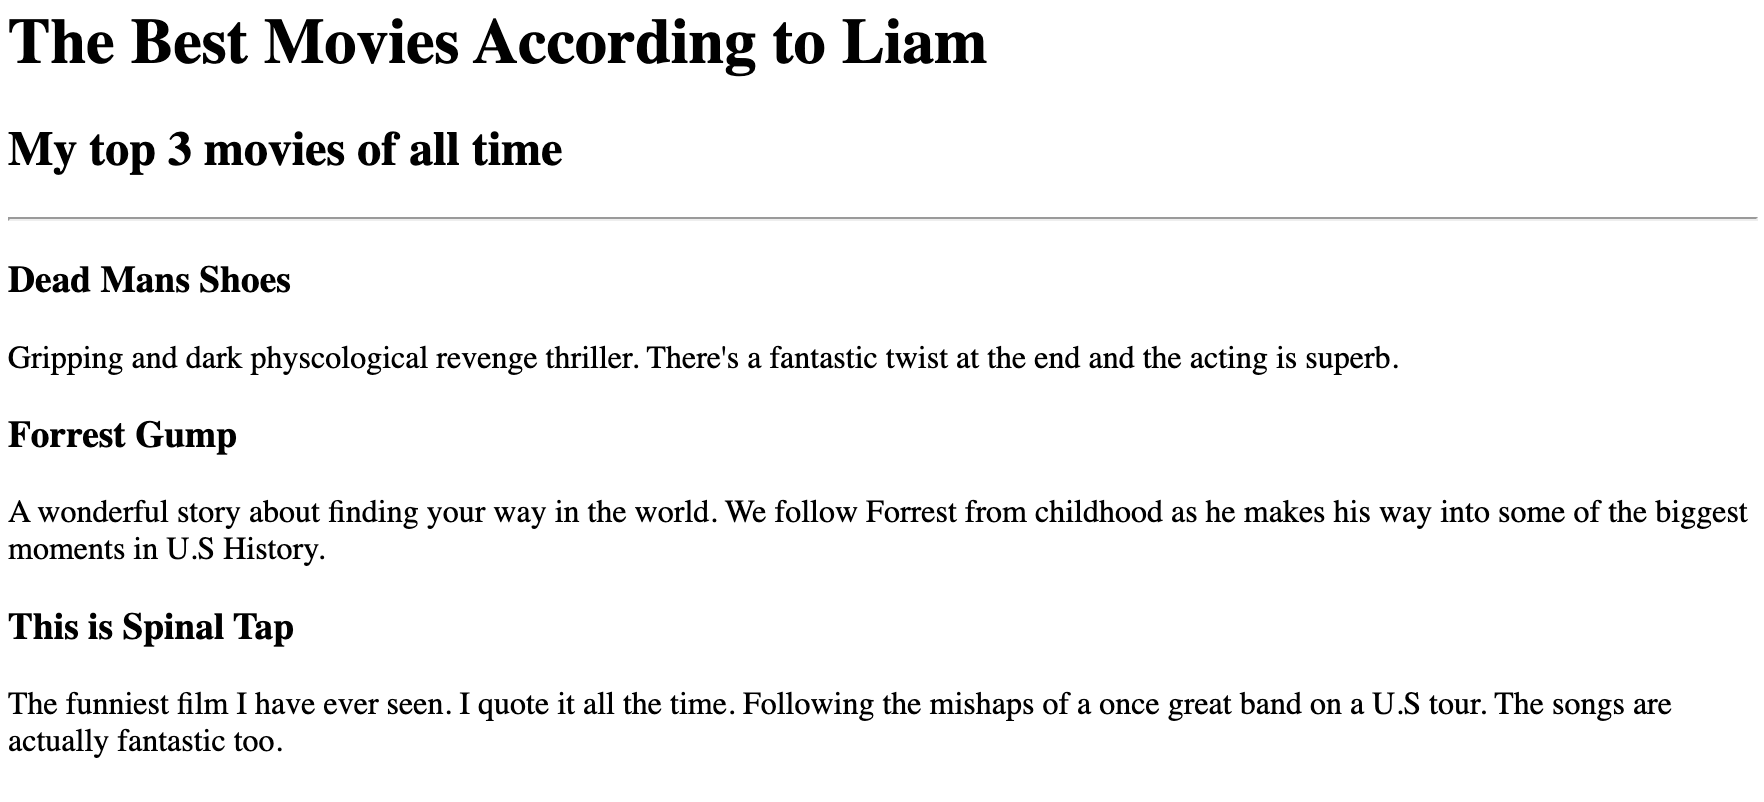 The Best Movies According to Liam
My top 3 movies of all time
Dead Mans Shoes
Gripping and dark physcological revenge thriller. There's a fantastic twist at the end and the acting is superb.
Forrest Gump
A wonderful story about finding your way in the world. We follow Forrest from childhood as he makes his way into some of the biggest
moments in U.S History.
This is Spinal Tap
The funniest film I have ever seen. I quote it all the time. Following the mishaps of a once great band on a U.S tour. The songs are
actually fantastic too.